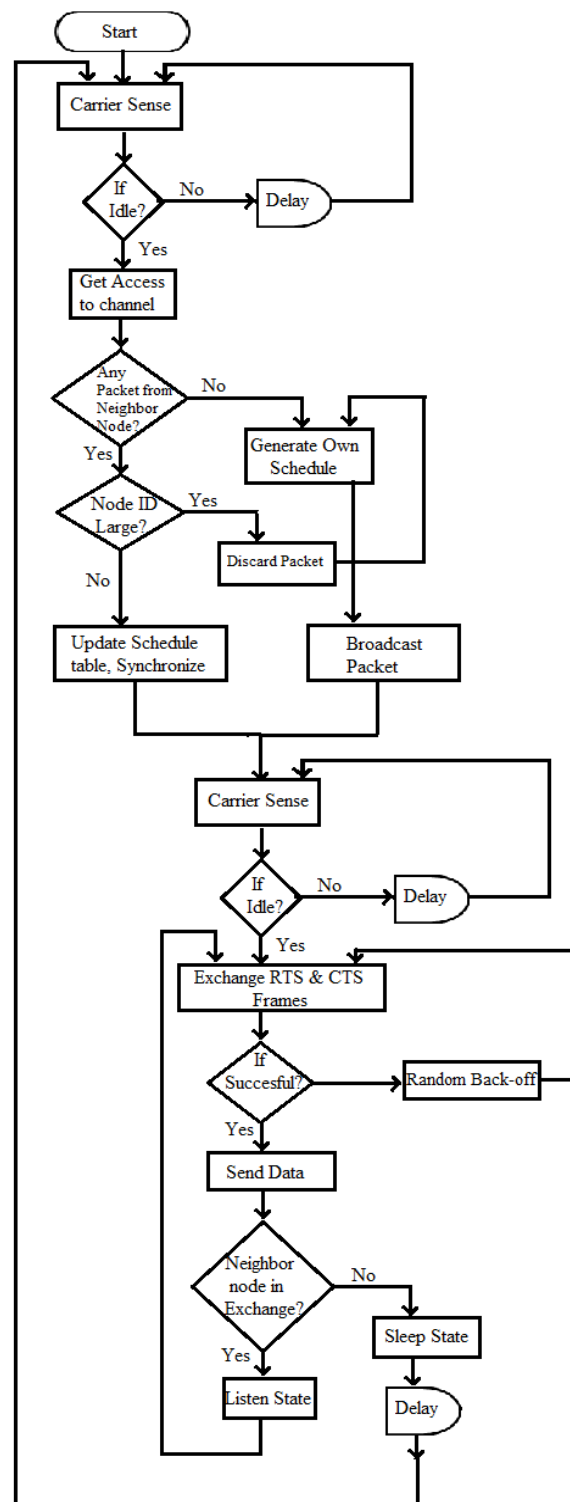 Start
Carrier Sense
If
Idle?
No
Delay
Yes
Get Access
to channel
Any
Packet from
Neighbor
Node?
No
Generate Own
Schedule
Yes
Node ID
Large?
Yes
Discard Packet
No
Update Schedule
table, Synchronize
Broadcast
Packet
Carrier Sense
If
Idle?
No
Delay
Yes
Exchange RTS & CTS
Frames
If
Succesful?
Random Back-off
Yes
Send Data
Neighbor
node in
Exchange?
No
Sleep State
Yes
Listen State
Delay